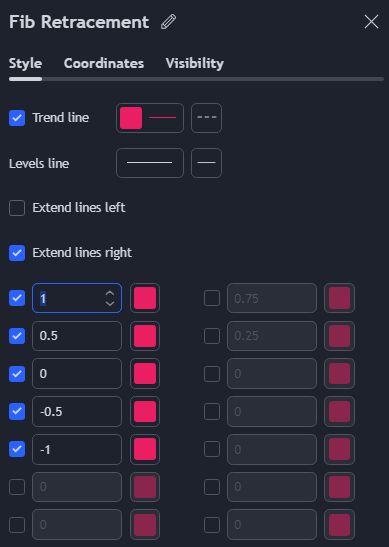 Fib Retracement
Style Coordinates Visibility
Trend line
Levels line
Extend lines left
Extend lines right
1 0.75
0.5 0.25
0 0
-0.5 0
-1 0
0 0
0 0